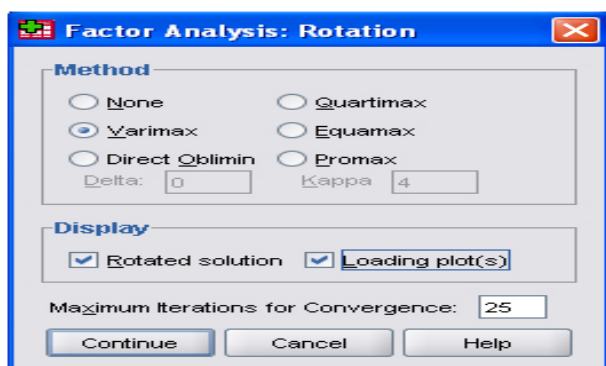 Factor Analysis: Rotation
Method
None Quartimax
Varimax Equamax
Direct Oblimin Promax
Delta: 0 Kappa 4
Display
Rotated solution Loading plot(s)
Maximum Iterations for Convergence: 25
Continue Cancel Help